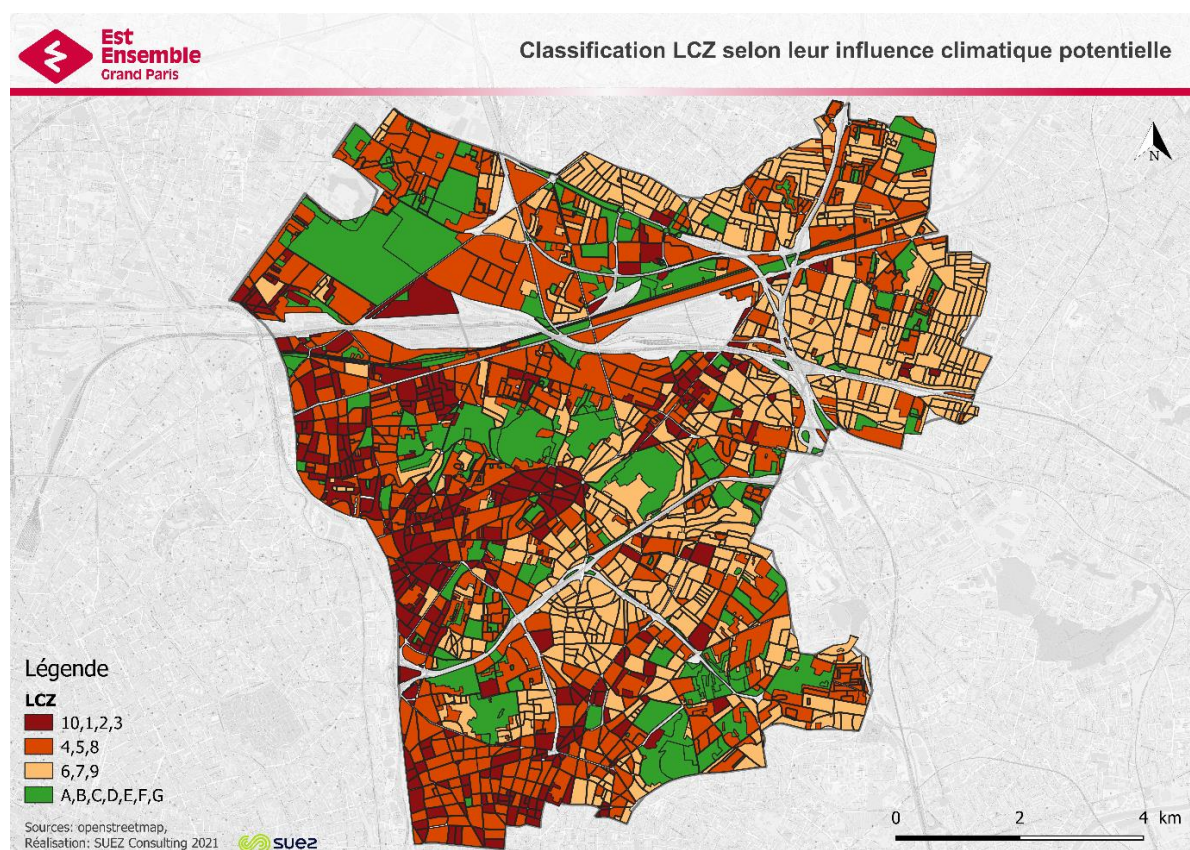 Est
Ensemble
Grand Paris
Classification LCZ selon leur influence climatique potentielle
N
Légende
LCZ
10,1,2,3
4,5,8
6,7,9
A,B,C,D,E,F,G
Sources: openstreetmap,
Réalisation: SUEZ Consulting 2021
suez
0 2 4 km